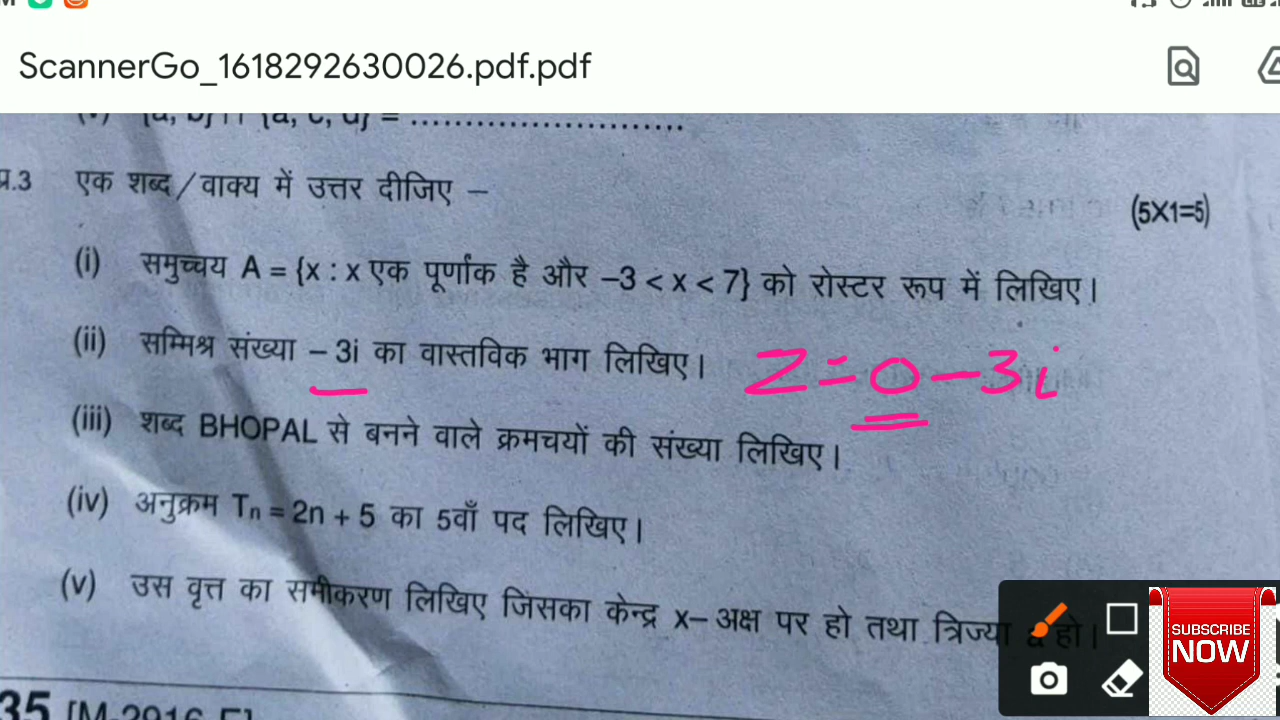 ScannerGo_1618292630026.pdf.pdf
(v) {a, b} ∩ {a, c, d} = ..........................
प्र.3 एक शब्द/वाक्य में उत्तर दीजिए – (5X1=5)
(i) समुच्चय A = {x : x एक पूर्णांक है और –3 < x < 7} को रोस्टर रूप में लिखिए।
(ii) सम्मिश्र संख्या – 3i का वास्तविक भाग लिखिए। Z = 0 – 3i
(iii) शब्द BHOPAL से बनने वाले क्रमचयों की संख्या लिखिए।
(iv) अनुक्रम Tn = 2n + 5 का 5वाँ पद लिखिए।
(v) उस वृत्त का समीकरण लिखिए जिसका केन्द्र x– अक्ष पर हो तथा त्रिज्या a हो।
SUBSCRIBE
NOW